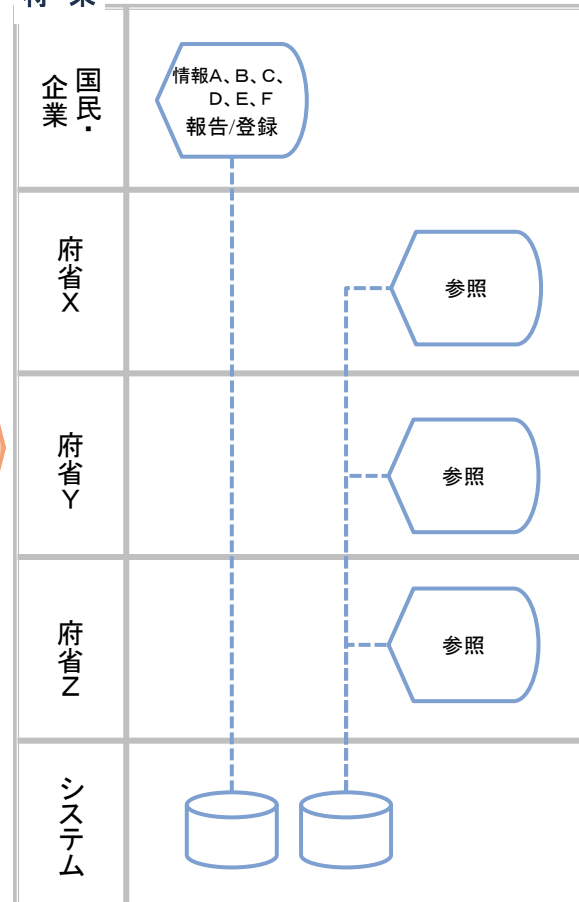 国民・
企業
情報A、B、C、
D、E、F
報告/登録
府省X
参照
府省Y
参照
府省Z
参照
システム